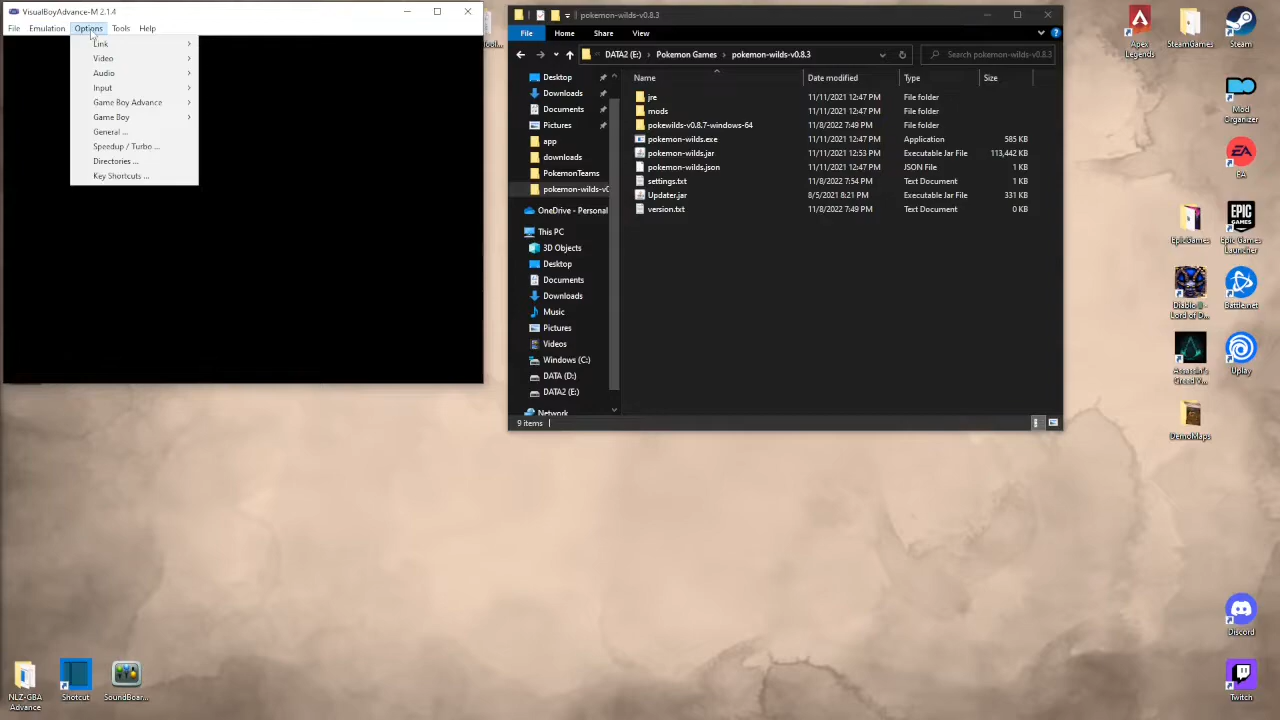 VisualBoyAdvance-M 2.1.4
File Emulation Options Tools Help
Link
Video
Audio
Input
Game Boy Advance
Game Boy
General ...
Speedup / Turbo ...
Directories ...
Key Shortcuts ...
pokemon-wilds-v0.8.3
File Home Share View
DATA2 (E:) Pokemon Games pokemon-wilds-v0.8.3
Search pokemon-wilds-v0.8.3
Desktop
Downloads
Documents
Pictures
app
downloads
PokemonTeams
pokemon-wilds-v0
OneDrive - Personal
This PC
3D Objects
Desktop
Documents
Downloads
Music
Pictures
Videos
Windows (C:)
DATA (D:)
DATA2 (E:)
Network
Name Date modified Type Size
jre 11/11/2021 12:47 PM File folder
mods 11/11/2021 12:47 PM File folder
pokewilds-v0.8.7-windows-64 11/8/2022 7:49 PM File folder
pokemon-wilds.exe 11/11/2021 12:47 PM Application 585 KB
pokemon-wilds.jar 11/11/2021 12:53 PM Executable Jar File 113,442 KB
pokemon-wilds.json 11/11/2021 12:47 PM JSON File 1 KB
settings.txt 11/8/2022 7:54 PM Text Document 1 KB
Updater.jar 8/5/2021 8:21 PM Executable Jar File 331 KB
version.txt 11/8/2022 7:49 PM Text Document 0 KB
9 items
Apex
Legends
SteamGames
Steam
Mod
Organizer
EA
EpicGames
Epic Games
Launcher
Diablo II -
Lord of D...
Battle.net
Assassin's
Creed V...
Uplay
DemoMaps
Discord
Twitch
NLZ-GBA
Advance
Shotcut
SoundBoar...